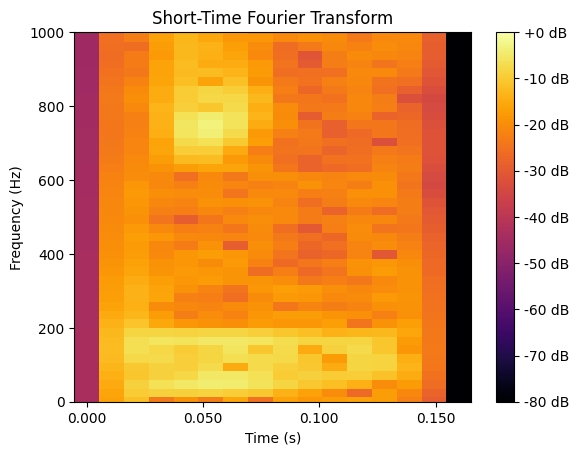 Short-Time Fourier Transform
1000
800
600
400
200
0
Frequency (Hz)
0.000
0.050
0.100
0.150
Time (s)
+0 dB
-10 dB
-20 dB
-30 dB
-40 dB
-50 dB
-60 dB
-70 dB
-80 dB